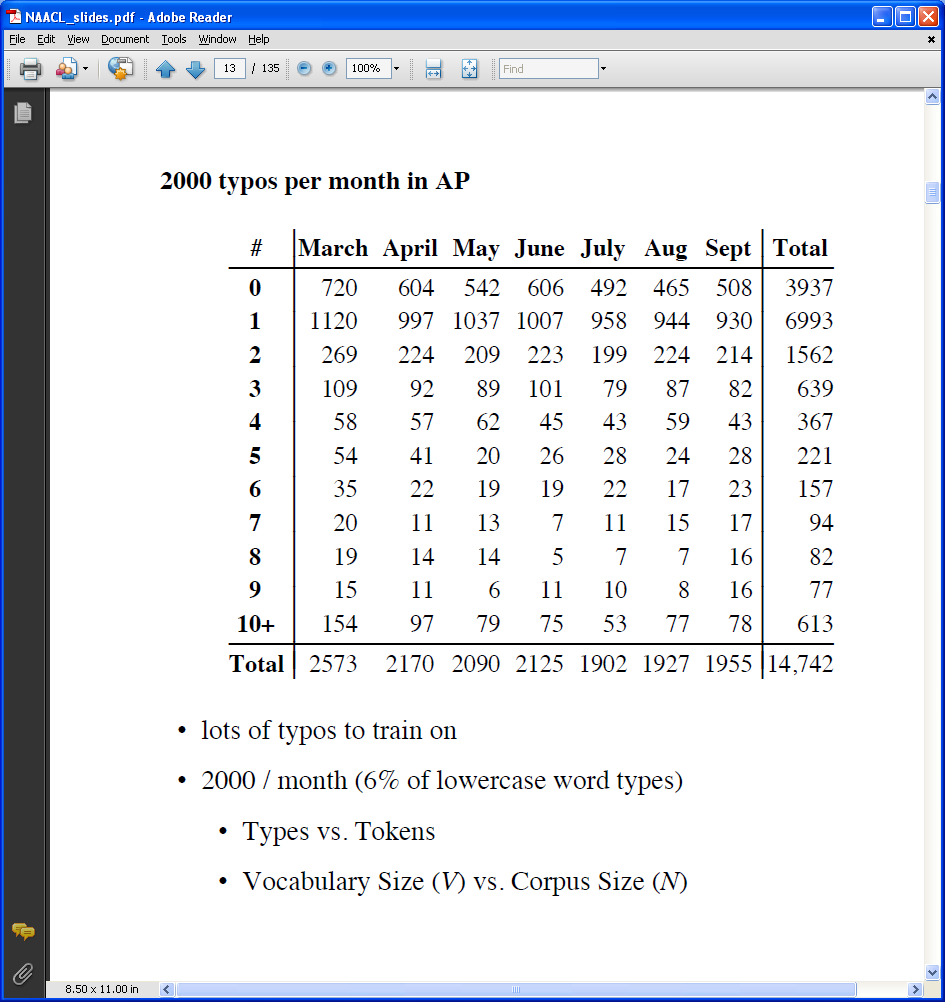 NAACL_slides.pdf - Adobe Reader
File Edit View Document Tools Window Help
13 / 135 100% Find
2000 typos per month in AP
# March April May June July Aug Sept Total
0 720 604 542 606 492 465 508 3937
1 1120 997 1037 1007 958 944 930 6993
2 269 224 209 223 199 224 214 1562
3 109 92 89 101 79 87 82 639
4 58 57 62 45 43 59 43 367
5 54 41 20 26 28 24 28 221
6 35 22 19 19 22 17 23 157
7 20 11 13 7 11 15 17 94
8 19 14 14 5 7 7 16 82
9 15 11 6 11 10 8 16 77
10+ 154 97 79 75 53 77 78 613
Total 2573 2170 2090 2125 1902 1927 1955 14,742
• lots of typos to train on
• 2000 / month (6% of lowercase word types)
• Types vs. Tokens
• Vocabulary Size (V) vs. Corpus Size (N)
8.50 x 11.00 in